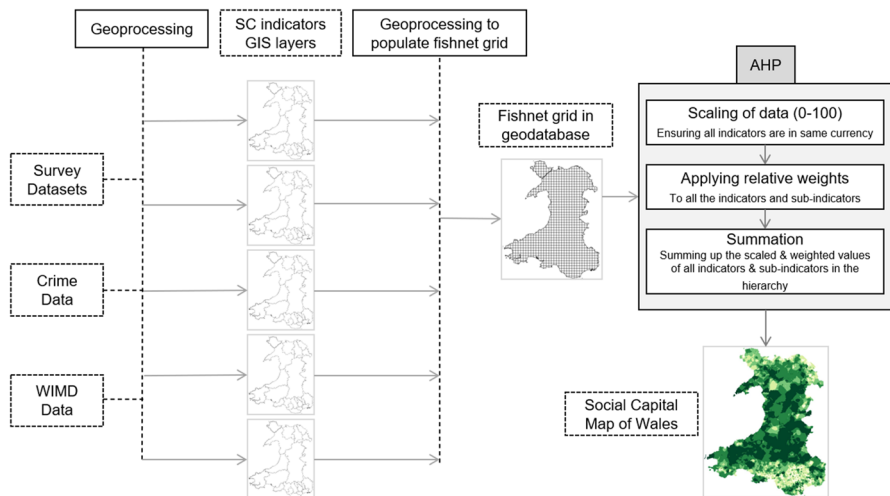 Geoprocessing
SC indicators
GIS layers
Geoprocessing to
populate fishnet grid
Survey
Datasets
Crime
Data
WIMD
Data
Fishnet grid in
geodatabase
AHP
Scaling of data (0-100)
Ensuring all indicators are in same currency
Applying relative weights
To all the indicators and sub-indicators
Summation
Summing up the scaled & weighted values
of all indicators & sub-indicators in the
hierarchy
Social Capital
Map of Wales